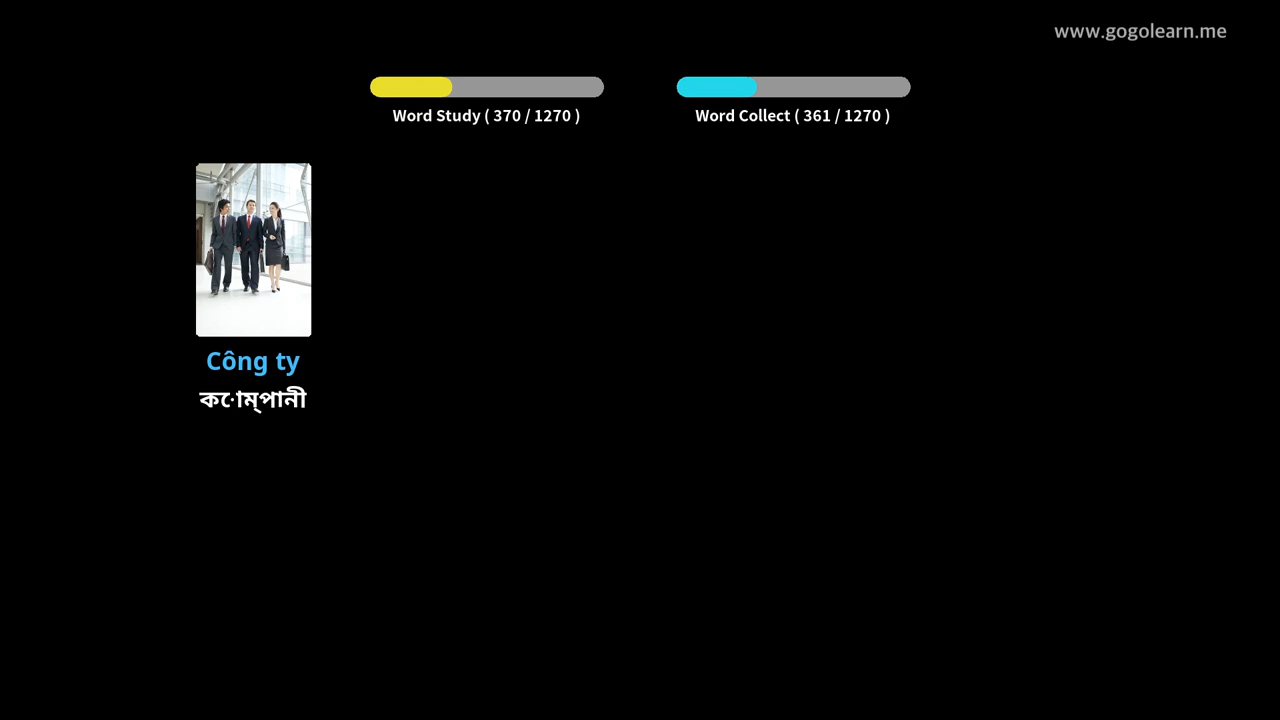 www.gogolearn.me
Word Study ( 370 / 1270 )
Word Collect ( 361 / 1270 )
Công ty
কোম্পানী